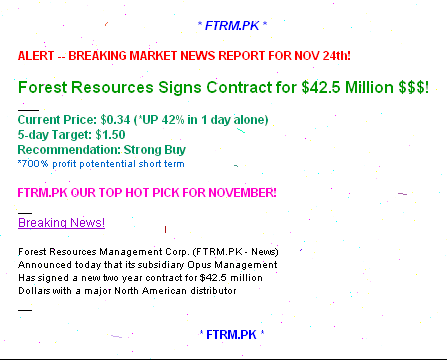 * FTRM.PK *
ALERT -- BREAKING MARKET NEWS REPORT FOR NOV 24th!
Forest Resources Signs Contract for $42.5 Million $$$!
Current Price: $0.34 (*UP 42% in 1 day alone)
5-day Target: $1.50
Recommendation: Strong Buy
*700% profit potentential short term
FTRM.PK OUR TOP HOT PICK FOR NOVEMBER!
Breaking News!
Forest Resources Management Corp. (FTRM.PK - News)
Announced today that its subsidiary Opus Management
Has signed a new two year contract for $42.5 million
Dollars with a major North American distributor
* FTRM.PK *